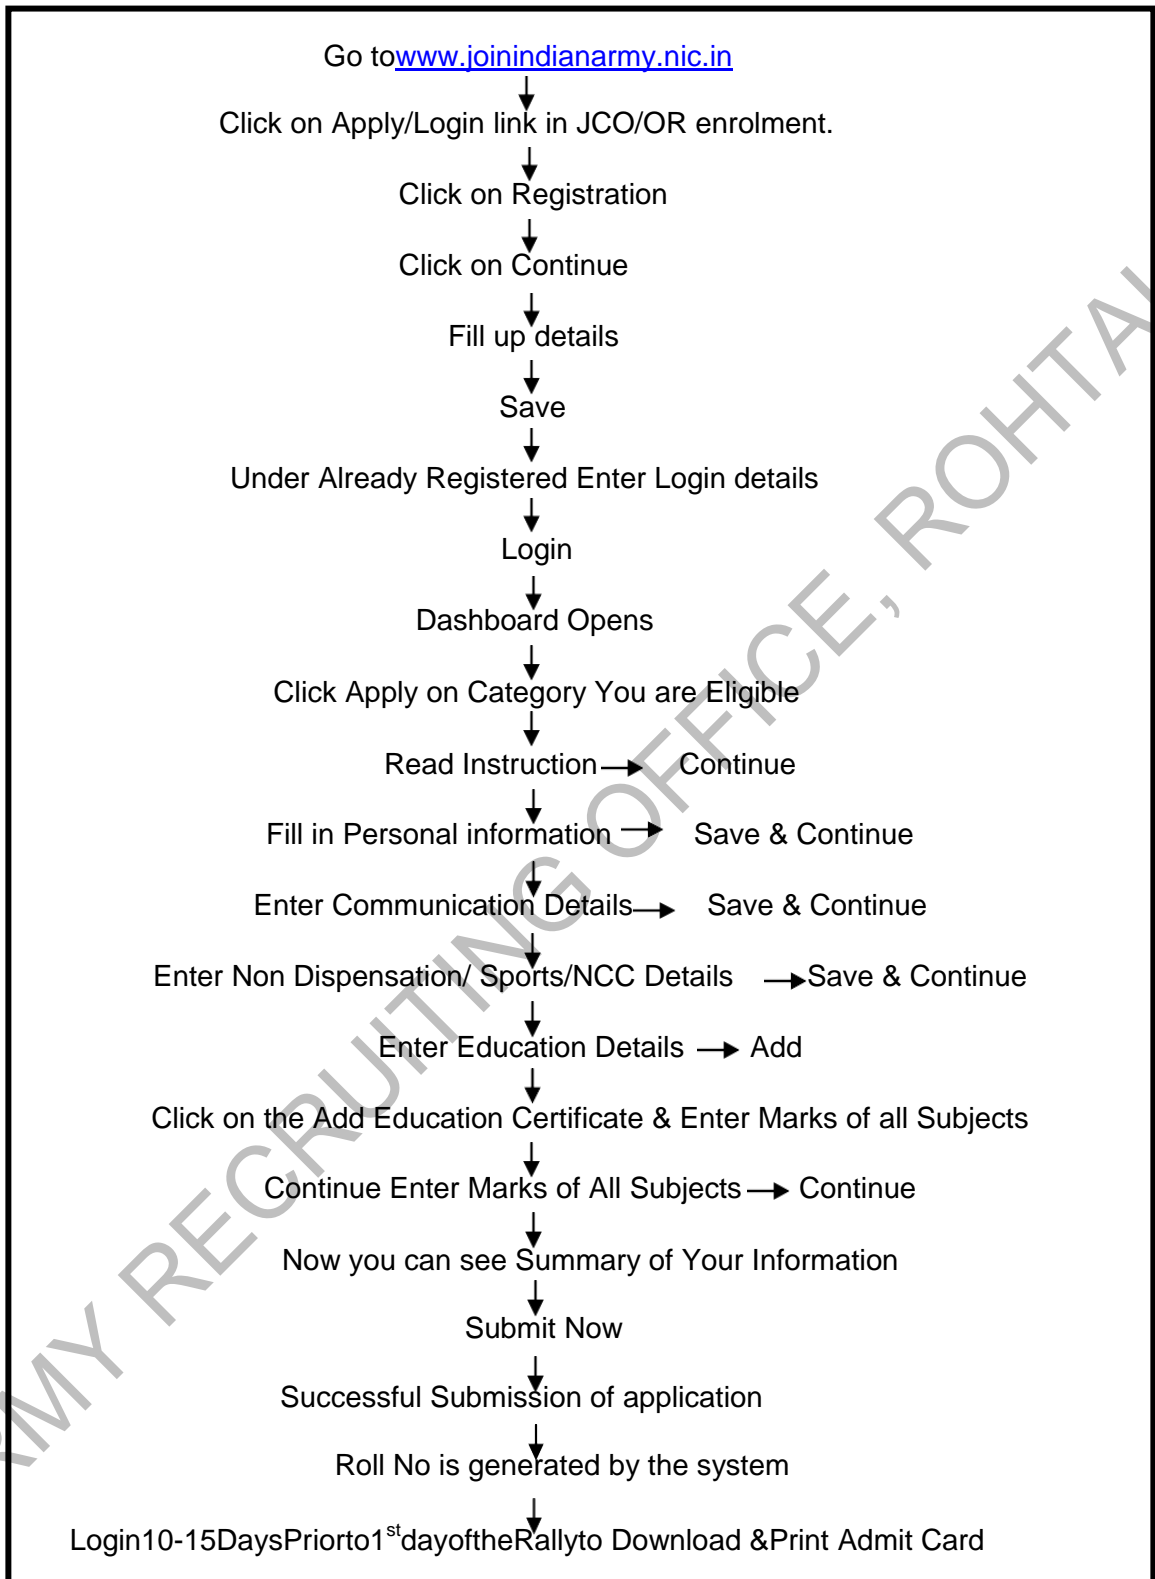 Go towww.joinindianarmy.nic.in
Click on Apply/Login link in JCO/OR enrolment.
Click on Registration
Click on Continue
Fill up details
Save
Under Already Registered Enter Login details
Login
Dashboard Opens
Click Apply on Category You are Eligible
Read Instruction → Continue
Fill in Personal information → Save & Continue
Enter Communication Details → Save & Continue
Enter Non Dispensation/ Sports/NCC Details → Save & Continue
Enter Education Details → Add
Click on the Add Education Certificate & Enter Marks of all Subjects
Continue Enter Marks of All Subjects → Continue
Now you can see Summary of Your Information
Submit Now
Successful Submission of application
Roll No is generated by the system
Login10-15DaysPriorto1stdayoftheRallyto Download &Print Admit Card
RMY RECRUITING OFFICE, ROHTA